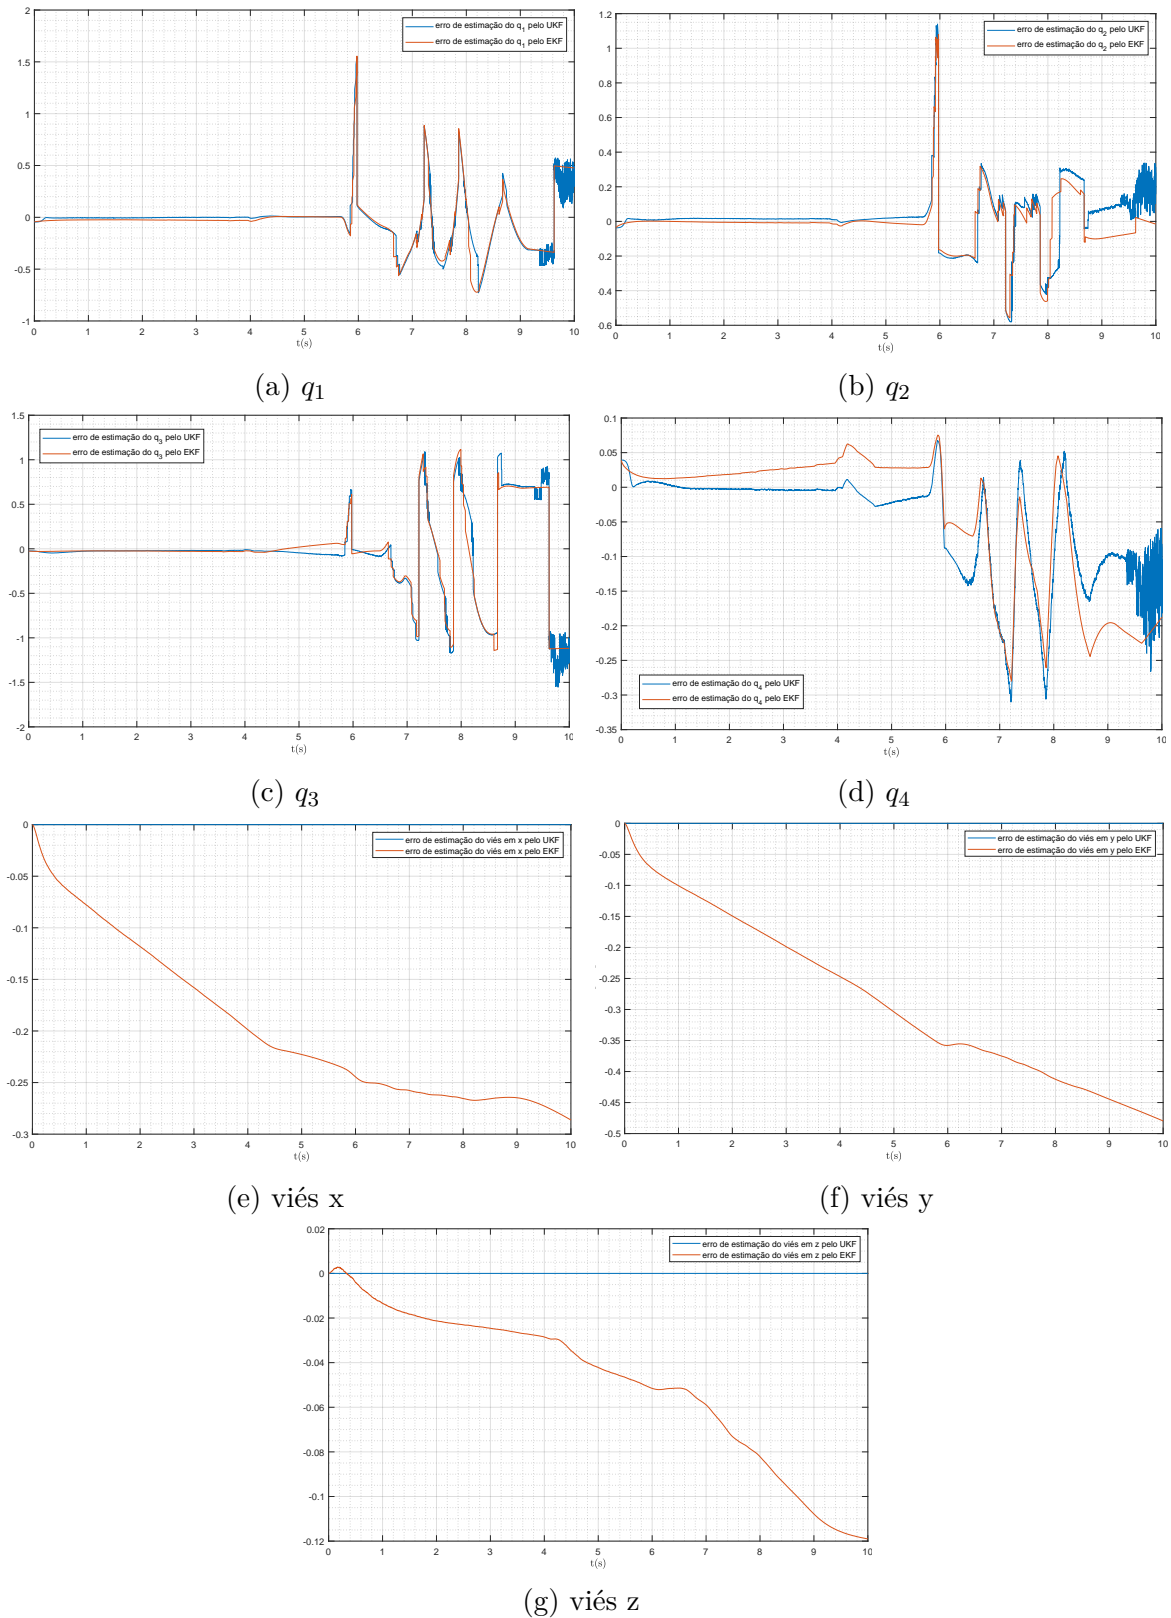 2
1.5
1
0.5
0
-0.5
-1
0 1 2 3 4 5 6 7 8 9 10
t(s)
erro de estimação do q1 pelo UKF
erro de estimação do q1 pelo EKF
(a) q1
1.2
1
0.8
0.6
0.4
0.2
0
0.2
0.4
0.6
0 1 2 3 4 5 6 7 8 9 10
t(s)
erro de estimação do q2 pelo UKF
erro de estimação do q2 pelo EKF
(b) q2
1.5
1
0.5
0
-0.5
-1
-1.5
-2
0 1 2 3 4 5 6 7 8 9 10
t(s)
erro de estimação do q3 pelo UKF
erro de estimação do q3 pelo EKF
(c) q3
0.1
0.05
0
-0.05
-0.1
-0.15
-0.2
-0.25
-0.3
-0.35
0 1 2 3 4 5 6 7 8 9 10
t(s)
erro de estimação do q4 pelo UKF
erro de estimação do q4 pelo EKF
(d) q4
0
-0.05
-0.1
-0.15
-0.2
-0.25
-0.3
0 1 2 3 4 5 6 7 8 9 10
t(s)
erro de estimação do viés em x pelo UKF
erro de estimação do viés em x pelo EKF
(e) viés x
0
-0.05
-0.1
-0.15
-0.2
-0.25
-0.3
-0.35
-0.4
-0.45
-0.5
0 1 2 3 4 5 6 7 8 9 10
t(s)
erro de estimação do viés em y pelo UKF
erro de estimação do viés em y pelo EKF
(f) viés y
0.02
0
-0.02
-0.04
-0.06
-0.08
-0.1
-0.12
0 1 2 3 4 5 6 7 8 9 10
t(s)
erro de estimação do viés em z pelo UKF
erro de estimação do viés em z pelo EKF
(g) viés z